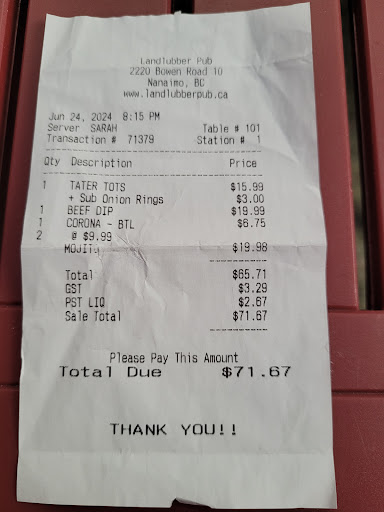 Landlubber Pub
2220 Bowen Road 10
Nanaimo, BC
www.landlubberpub.ca
Jun 24, 2024 8:15 PM
Server SARAH Table # 101
Transaction # 71379 Station # 1
Qty Description Price
1 TATER TOTS $15.99
+ Sub Onion Rings $3.00
1 BEEF DIP $19.99
1 CORONA - BTL $6.75
2 @ $9.99
MOJITO $19.98
Total $65.71
GST $3.29
PST LIQ $2.67
Sale Total $71.67
Please Pay This Amount
Total Due $71.67
THANK YOU!!